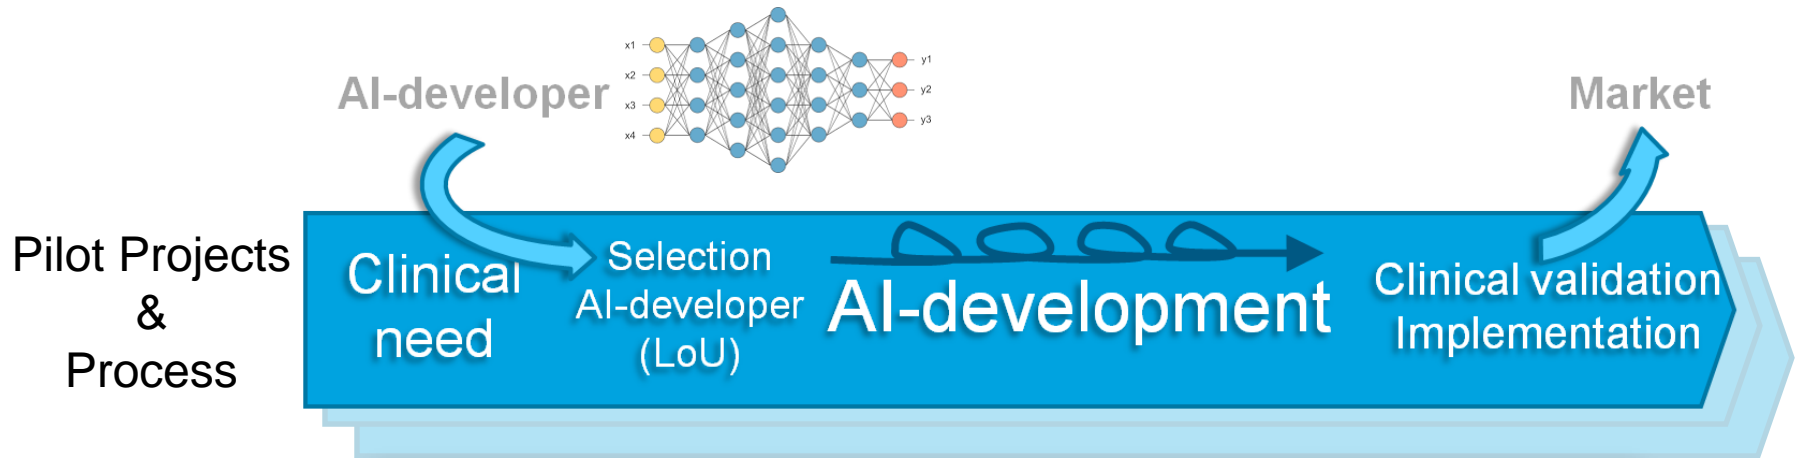 x1
x2
x3
x4
y1
y2
y3
AI-developer
Market
Pilot Projects
&
Process
Clinical
need
Selection
AI-developer
(LoU)
AI-development
Clinical validation
Implementation